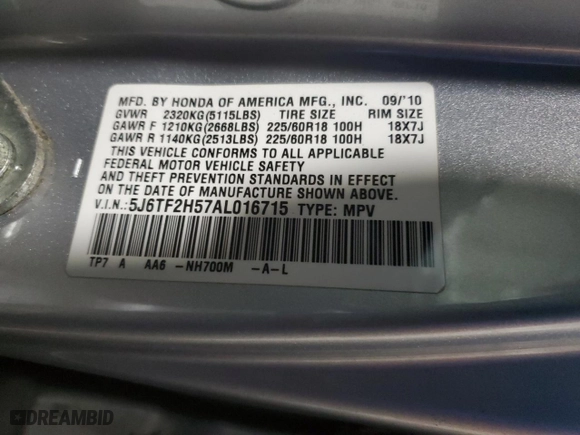 MFD. BY HONDA OF AMERICA MFG., INC. 09/'10
GVWR 2320KG(5115LBS) TIRE SIZE RIM SIZE
GAWR F 1210KG(2668LBS) 225/60R18 100H 18X7J
GAWR R 1140KG(2513LBS) 225/60R18 100H 18X7J
THIS VEHICLE CONFORMS TO ALL APPLICABLE
FEDERAL MOTOR VEHICLE SAFETY
AND THEFT PREVENTION STANDARDS IN EFFECT
ON THE DATE OF MANUFACTURE SHOWN ABOVE.
V.I.N.:5J6TF2H57AL016715 TYPE: MPV
TP7 A AA6 -NH700M -A-L
DREAMBID